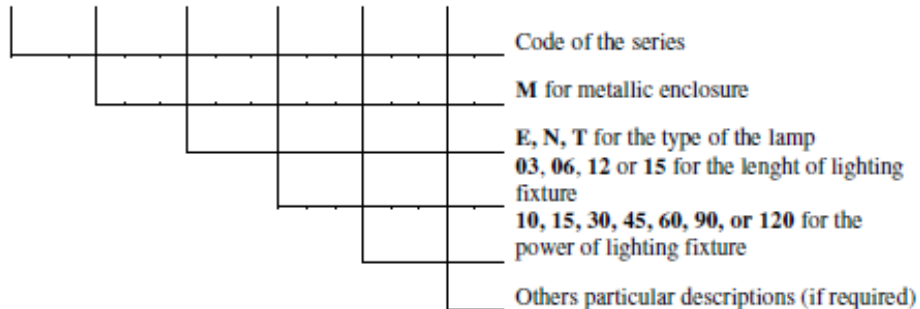 Code of the series
M for metallic enclosure
E, N, T for the type of the lamp
03, 06, 12 or 15 for the lenght of lighting
fixture
10, 15, 30, 45, 60, 90, or 120 for the
power of lighting fixture
Others particular descriptions (if required)